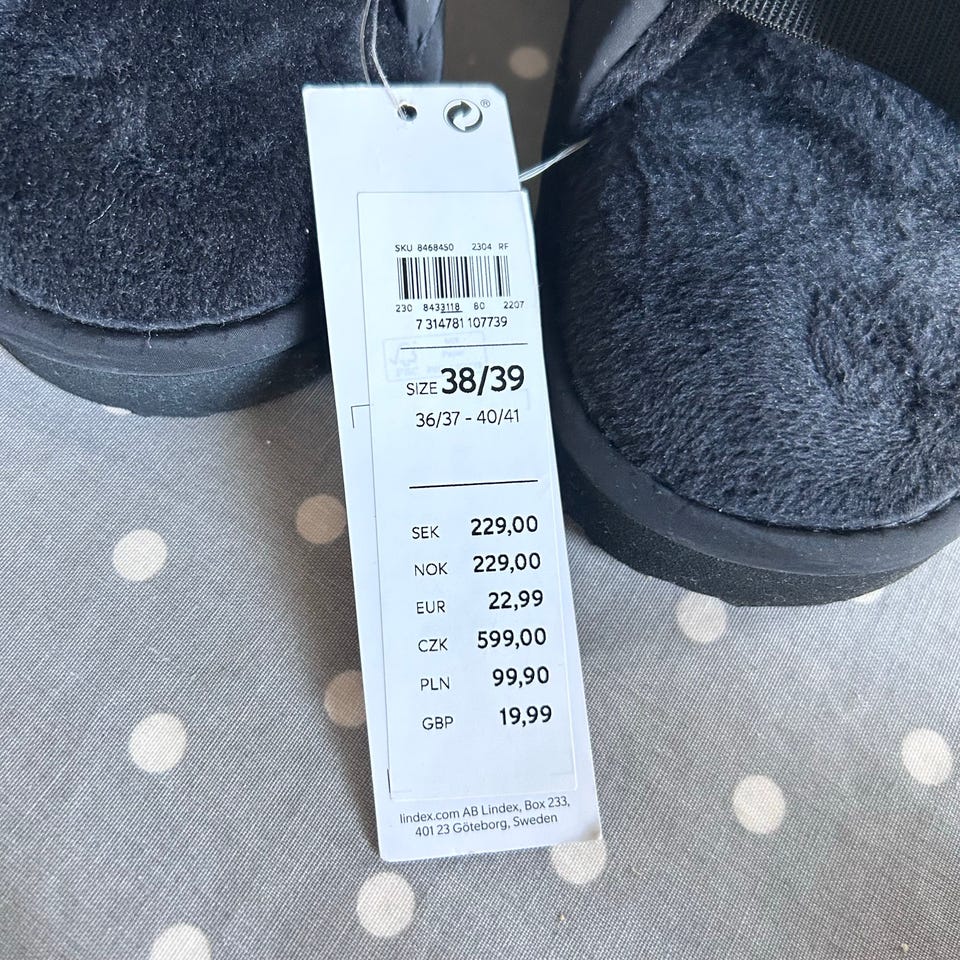 ®
SKU 8468450 2304 RF
230 8433118 60 2207
7 314781 107739
SIZE 38/39
36/37 - 40/41
SEK 229,00
NOK 229,00
EUR 22,99
CZK 599,00
PLN 99,90
GBP 19,99
lindex.com AB Lindex, Box 233,
401 23 Göteborg, Sweden